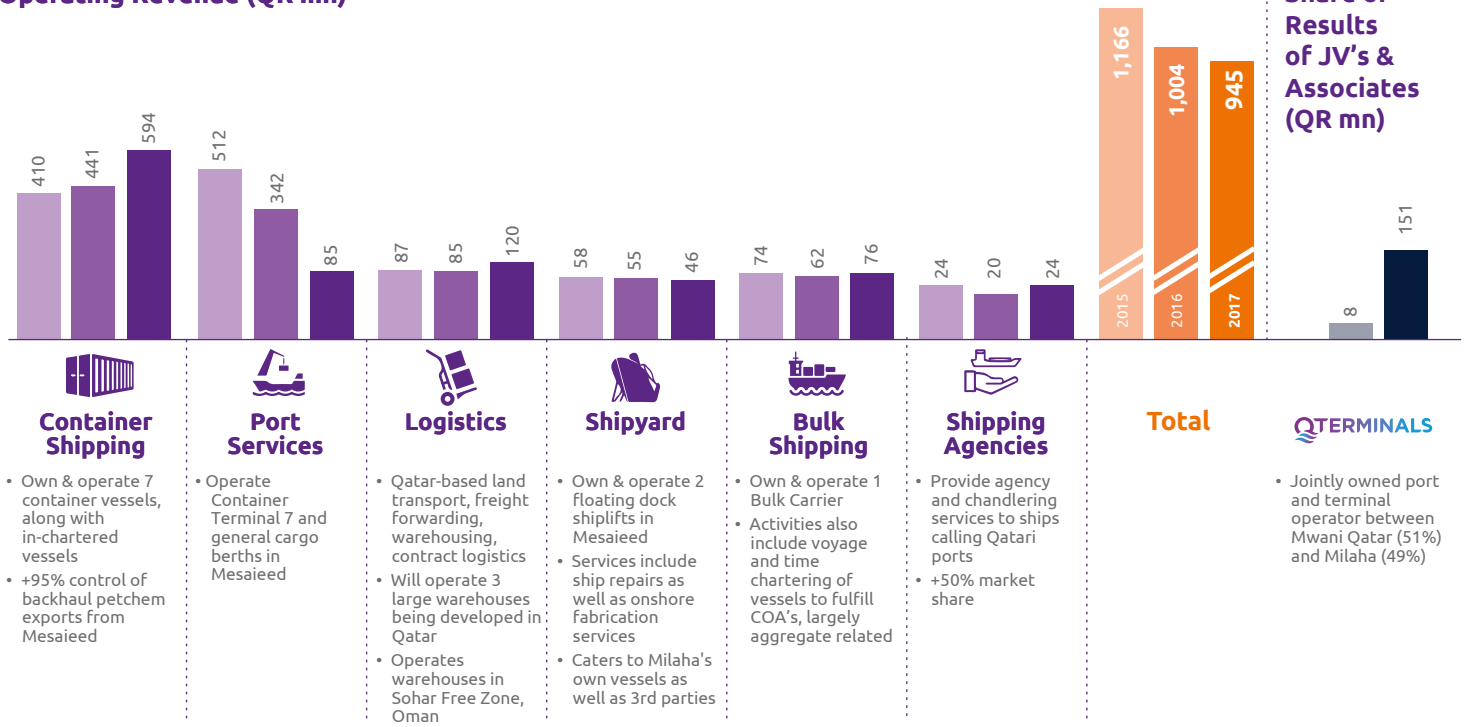 Operating Revenue (QR mn)
Share of
Results
of JV’s &
Associates
(QR mn)
410
441
594
512
342
85
87
85
120
58
55
46
74
62
76
24
20
24
1,166
1,004
945
2015
2016
2017
8
151
Container
Shipping
• Own & operate 7
container vessels,
along with
in-chartered
vessels
• +95% control of
backhaul petchem
exports from
Mesaieed
Port
Services
• Operate
Container
Terminal 7 and
general cargo
berths in
Mesaieed
Logistics
• Qatar-based land
transport, freight
forwarding,
warehousing,
contract logistics
• Will operate 3
large warehouses
being developed in
Qatar
• Operates
warehouses in
Sohar Free Zone,
Oman
Shipyard
• Own & operate 2
floating dock
shiplifts in
Mesaieed
• Services include
ship repairs as
well as onshore
fabrication
services
• Caters to Milaha's
own vessels as
well as 3rd parties
Bulk
Shipping
• Own & operate 1
Bulk Carrier
• Activities also
include voyage
and time
chartering of
vessels to fulfill
COA’s, largely
aggregate related
Shipping
Agencies
• Provide agency
and chandlering
services to ships
calling Qatari
ports
• +50% market
share
Total
QTERMINALS
• Jointly owned port
and terminal
operator between
Mwani Qatar (51%)
and Milaha (49%)